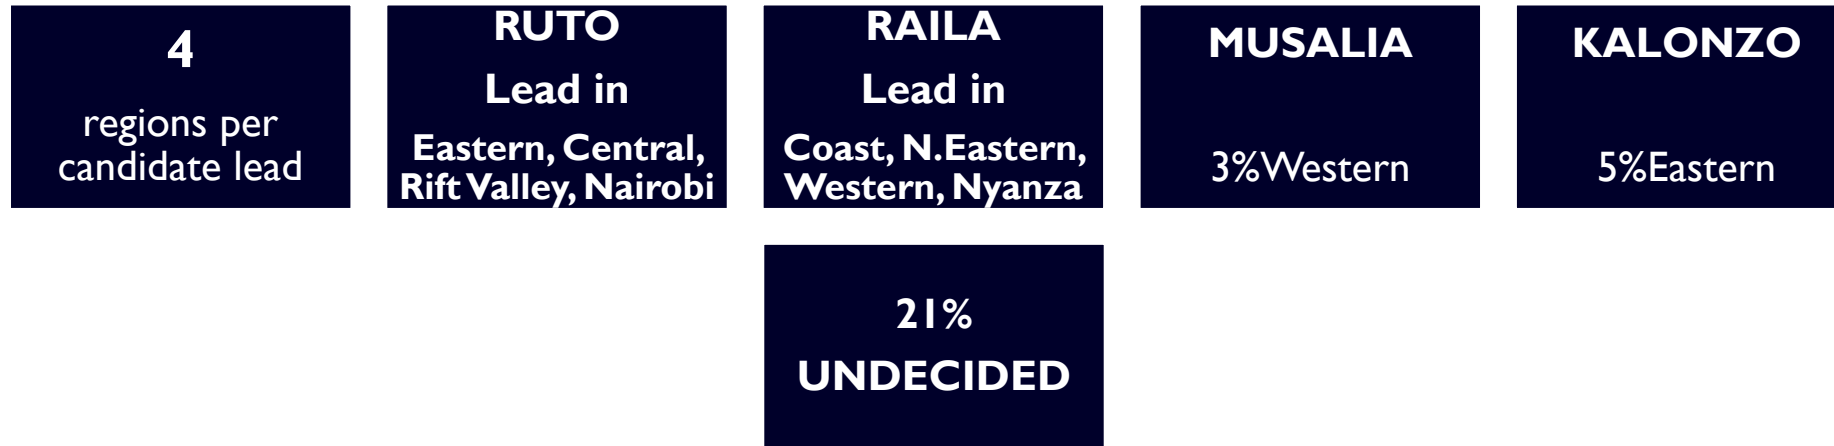 4
regions per
candidate lead
RUTO
Lead in
Eastern, Central,
Rift Valley, Nairobi
RAILA
Lead in
Coast, N.Eastern,
Western, Nyanza
MUSALIA
3%Western
KALONZO
5%Eastern
21%
UNDECIDED